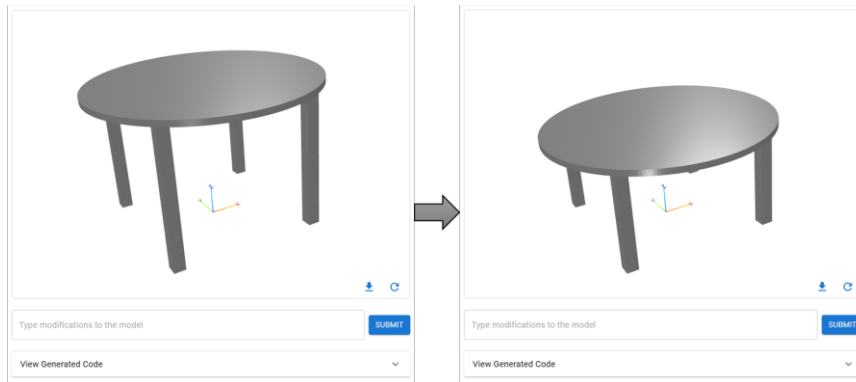 Type modifications to the model
SUBMIT
View Generated Code
Type modifications to the model
SUBMIT
View Generated Code